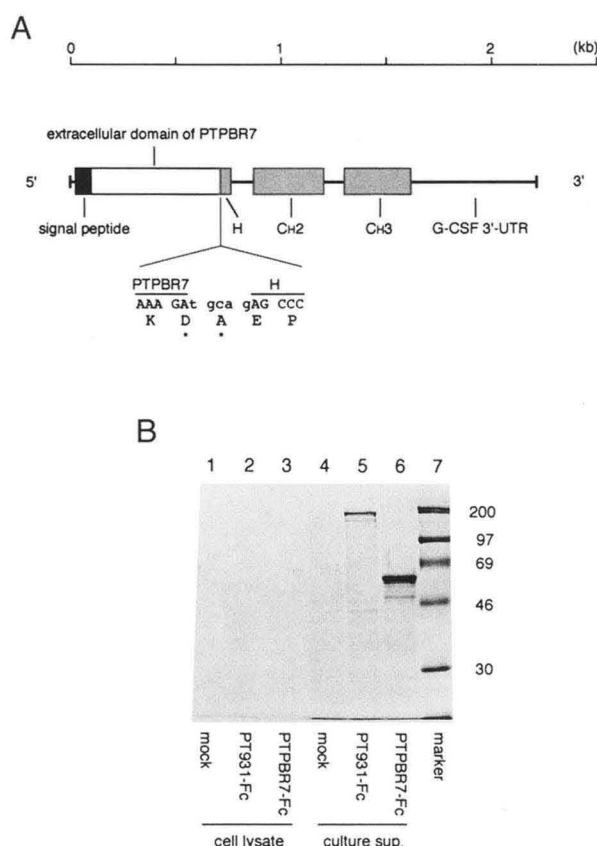 A
0 1 2 (kb)
extracellular domain of PTPBR7
5' 3'
signal peptide H CH2 CH3 G-CSF 3'-UTR
PTPBR7 H
AAA GAt gca gAG CCC
K D A E P
* *
B
1 2 3 4 5 6 7
200
97
69
46
30
mock PT931-Fc PTPBR7-Fc mock PT931-Fc PTPBR7-Fc marker
cell lysate culture sup.